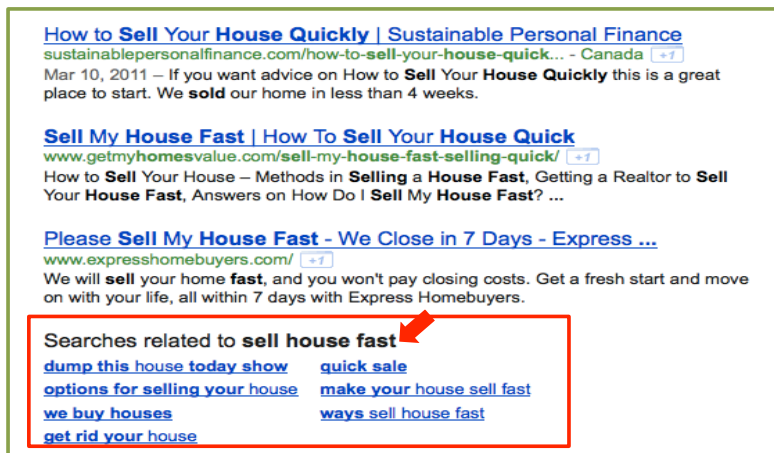 How to Sell Your House Quickly | Sustainable Personal Finance
sustainablepersonalfinance.com/how-to-sell-your-house-quick... - Canada +1
Mar 10, 2011 – If you want advice on How to Sell Your House Quickly this is a great
place to start. We sold our home in less than 4 weeks.
Sell My House Fast | How To Sell Your House Quick
www.getmyhomesvalue.com/sell-my-house-fast-selling-quick/ +1
How to Sell Your House – Methods in Selling a House Fast, Getting a Realtor to Sell
Your House Fast, Answers on How Do I Sell My House Fast? ...
Please Sell My House Fast - We Close in 7 Days - Express ...
www.expresshomebuyers.com/ +1
We will sell your home fast, and you won't pay closing costs. Get a fresh start and move
on with your life, all within 7 days with Express Homebuyers.
Searches related to sell house fast
dump this house today show quick sale
options for selling your house make your house sell fast
we buy houses ways sell house fast
get rid your house